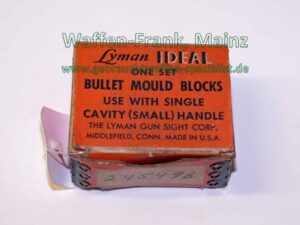 Waffen-Frank, Mainz
Lyman IDEAL
ONE SET
BULLET MOULD BLOCKS
USE WITH SINGLE
CAVITY (SMALL) HANDLE
THE LYMAN GUN SIGHT CORP.
MIDDLEFIELD, CONN. MADE IN U.S.A.
245496